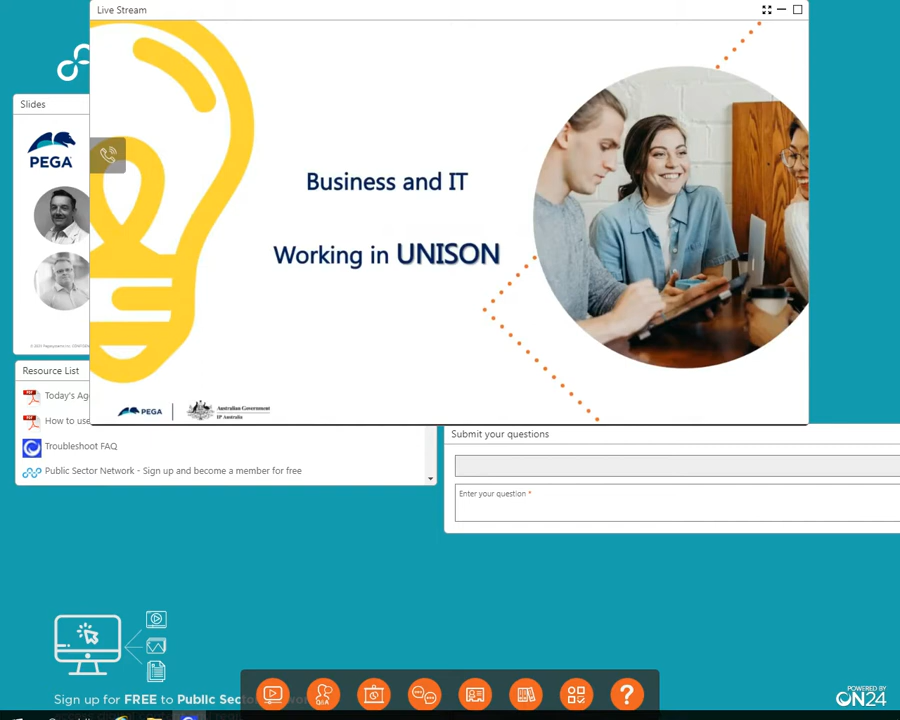 Live Stream
Slides
PEGA
Business and IT
Working in UNISON
PEGA
Australian Government
IP Australia
Resource List
Today's Ag
How to use
Troubleshoot FAQ
Public Sector Network - Sign up and become a member for free
Submit your questions
Enter your question *
Q&A
?
Sign up for FREE to Public Sect
POWERED BY
ON24